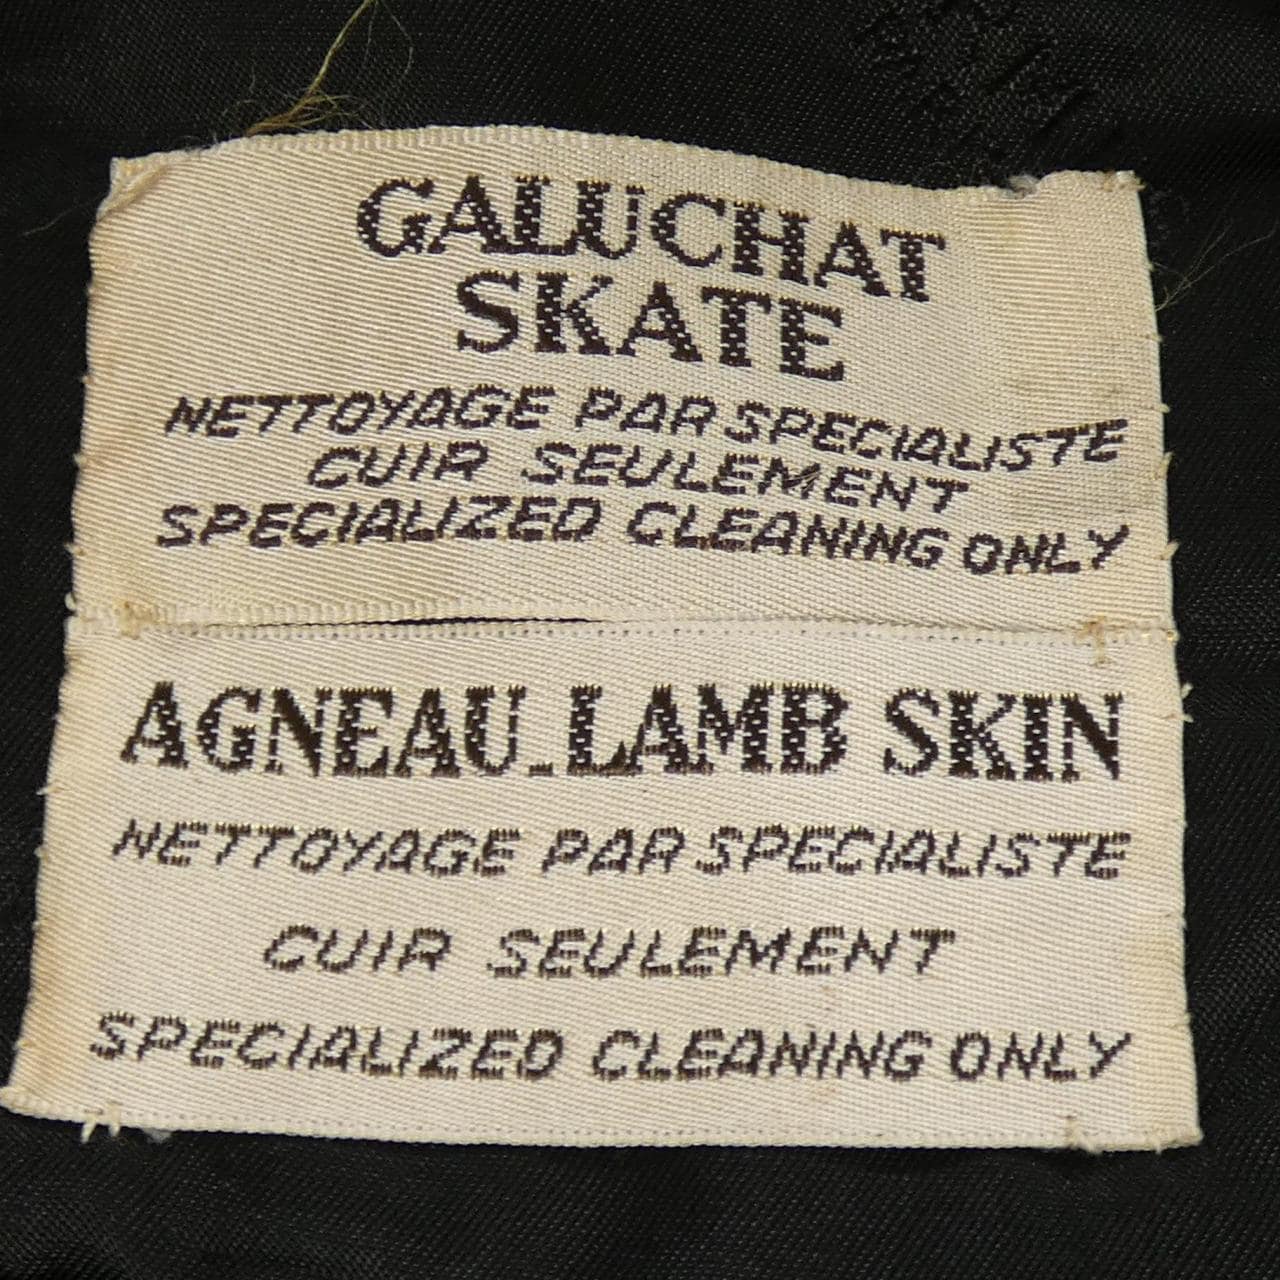 GALUCHAT
SKATE
NETTOYAGE PAR SPECIALISTE
CUIR SEULEMENT
SPECIALIZED CLEANING ONLY
AGNEAU_LAMB SKIN
NETTOYAGE PAR SPECIALISTE
CUIR SEULEMENT
SPECIALIZED CLEANING ONLY